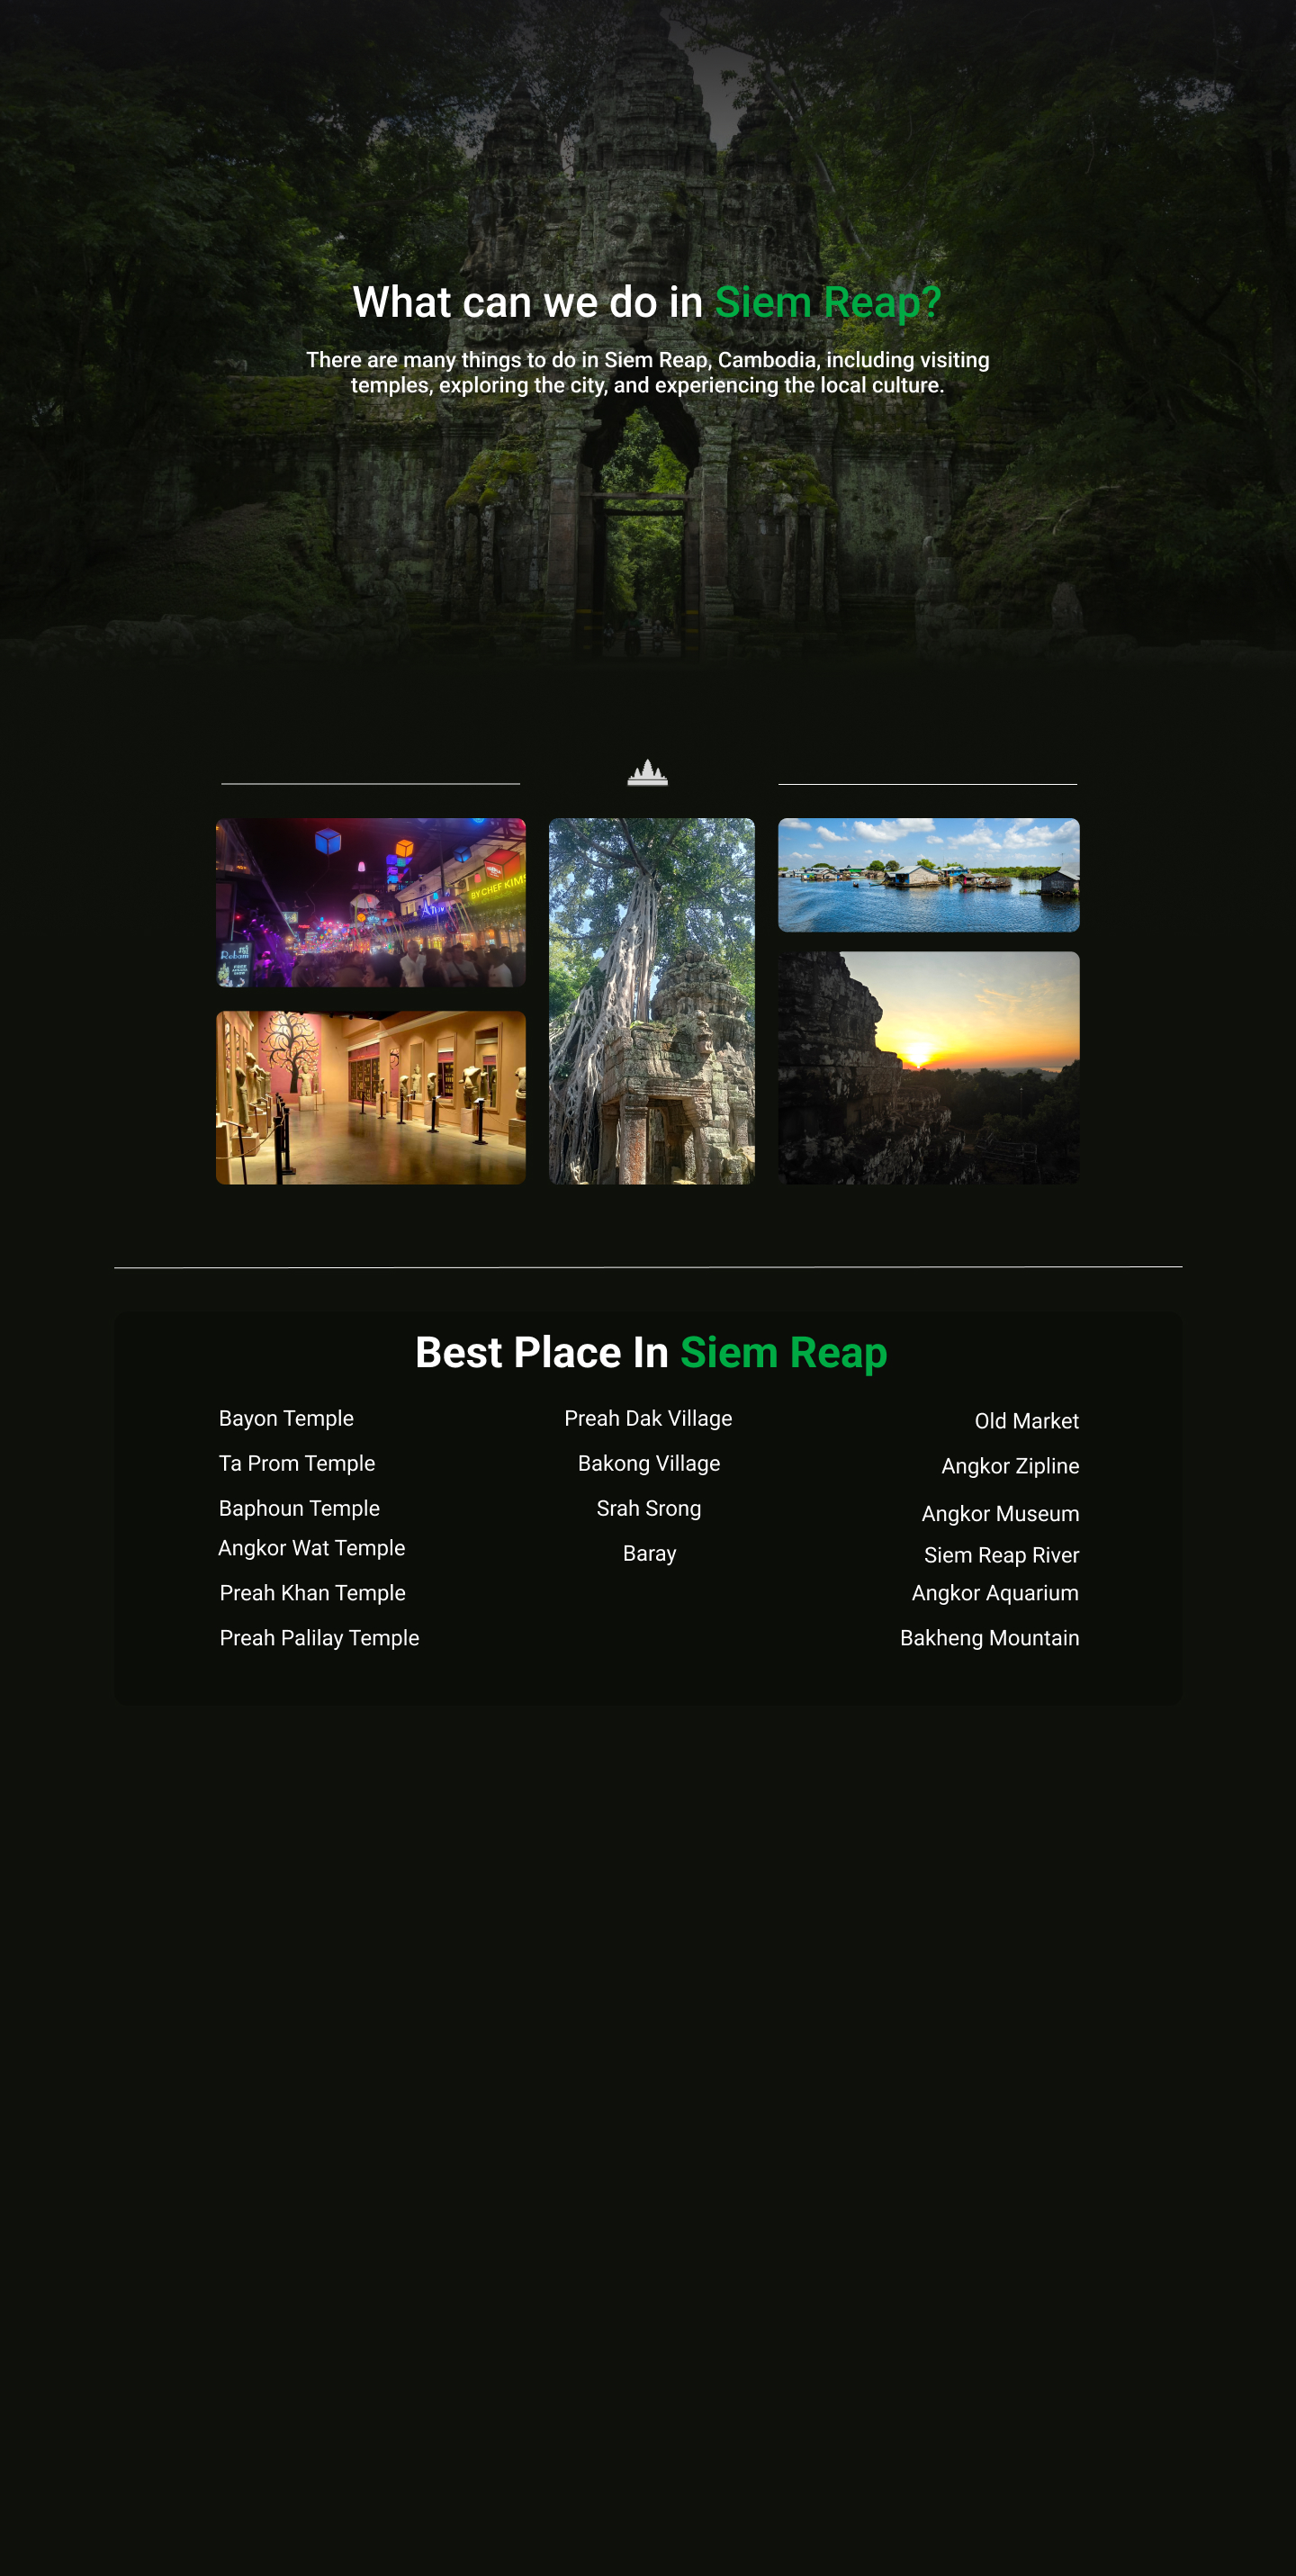 What can we do in Siem Reap?
There are many things to do in Siem Reap, Cambodia, including visiting
temples, exploring the city, and experiencing the local culture.
BY CHEF KIMS
Robam
Best Place In Siem Reap
Bayon Temple
Ta Prom Temple
Baphoun Temple
Angkor Wat Temple
Preah Khan Temple
Preah Palilay Temple
Preah Dak Village
Bakong Village
Srah Srong
Baray
Old Market
Angkor Zipline
Angkor Museum
Siem Reap River
Angkor Aquarium
Bakheng Mountain